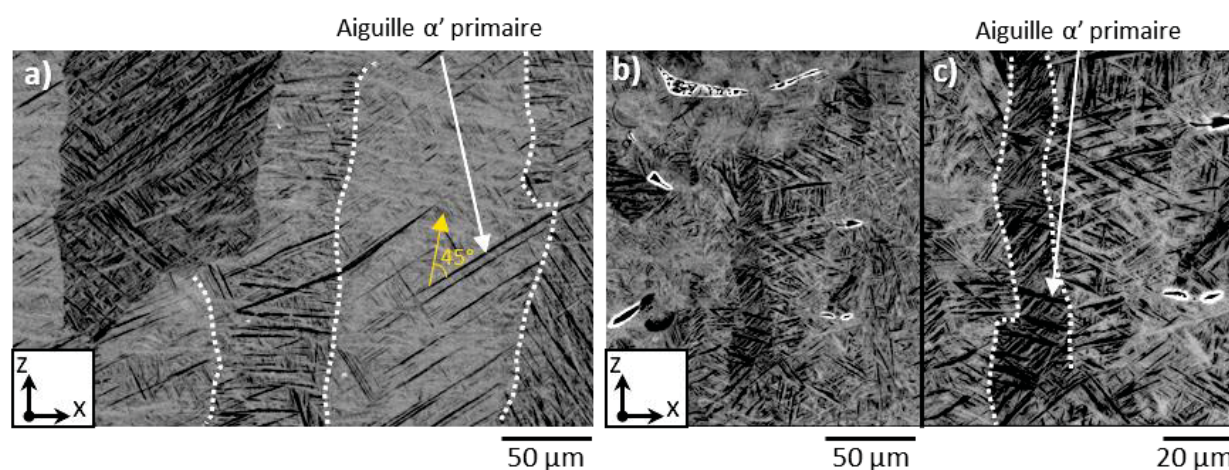 Aiguille α’ primaire
Aiguille α’ primaire
a)
b)
c)
45°
Z
X
Z
X
50 µm
50 µm
20 µm